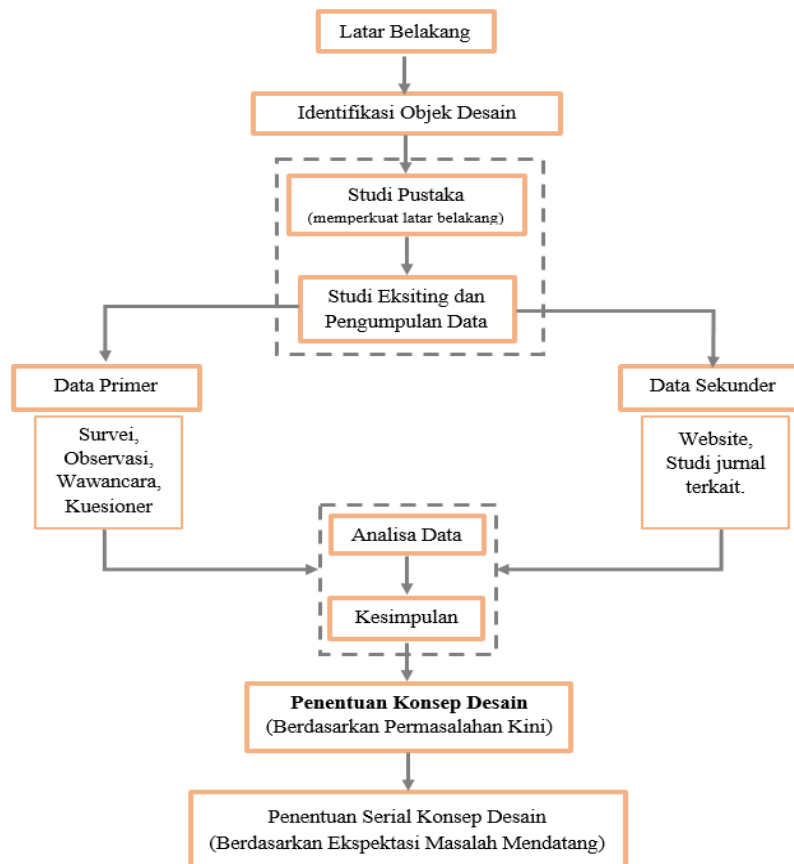 Latar Belakang
Identifikasi Objek Desain
Studi Pustaka
(memperkuat latar belakang)
Studi Eksiting dan
Pengumpulan Data
Data Primer
Data Sekunder
Survei,
Observasi,
Wawancara,
Kuesioner
Website,
Studi jurnal
terkait.
Analisa Data
Kesimpulan
Penentuan Konsep Desain
(Berdasarkan Permasalahan Kini)
Penentuan Serial Konsep Desain
(Berdasarkan Ekspektasi Masalah Mendatang)